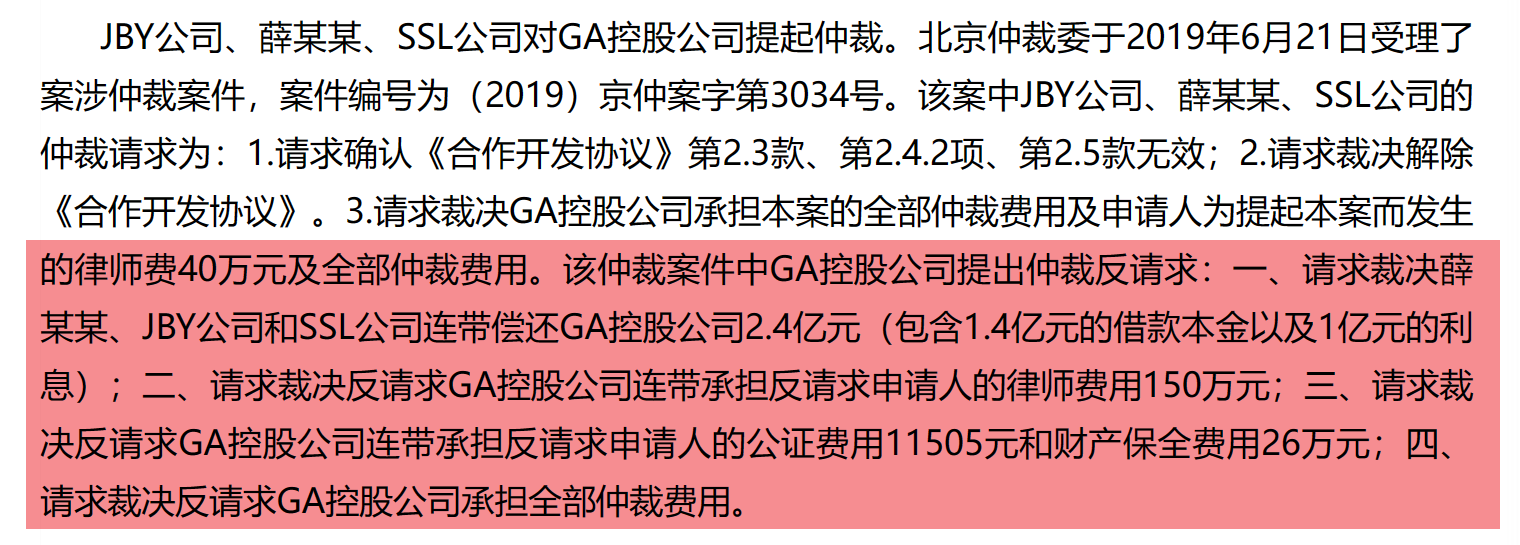 JBY公司、薛某某、SSL公司对GA控股公司提起仲裁。北京仲裁委于2019年6月21日受理了
案涉仲裁案件，案件编号为（2019）京仲案字第3034号。该案中JBY公司、薛某某、SSL公司的
仲裁请求为：1.请求确认《合作开发协议》第2.3款、第2.4.2项、第2.5款无效；2.请求裁决解除
《合作开发协议》。3.请求裁决GA控股公司承担本案的全部仲裁费用及申请人为提起本案而发生
的律师费40万元及全部仲裁费用。该仲裁案件中GA控股公司提出仲裁反请求：一、请求裁决薛
某某、JBY公司和SSL公司连带偿还GA控股公司2.4亿元（包含1.4亿元的借款本金以及1亿元的利
息）；二、请求裁决反请求GA控股公司连带承担反请求申请人的律师费用150万元；三、请求裁
决反请求GA控股公司连带承担反请求申请人的公证费用11505元和财产保全费用26万元；四、
请求裁决反请求GA控股公司承担全部仲裁费用。